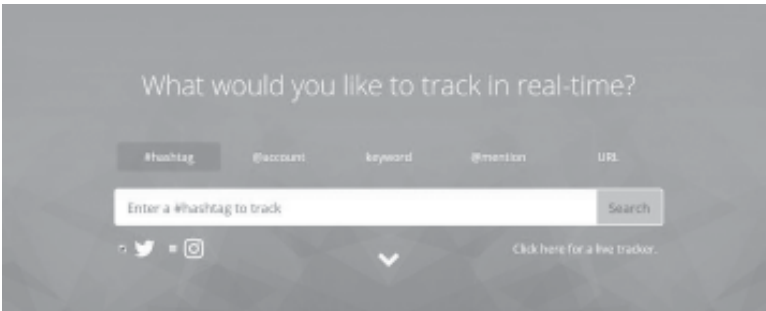 What would you like to track in real-time?
#hashtag @account keyword @mention URL
Enter a #hashtag to track Search
Click here for a live tracker.